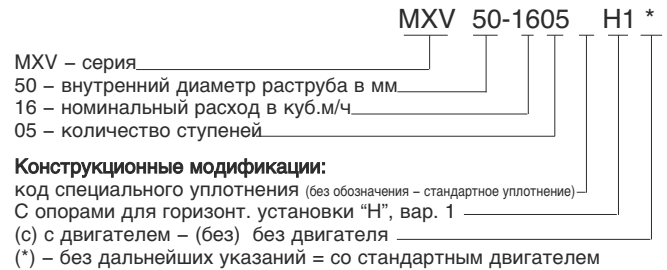 MXV 50-1605 _ H1 *
MXV – серия
50 – внутренний диаметр раструба в мм
16 – номинальный расход в куб.м/ч
05 – количество ступеней
Конструкционные модификации:
код специального уплотнения (без обозначения – стандартное уплотнение)
С опорами для горизонт. установки “Н”, вар. 1
(с) с двигателем – (без) без двигателя
(*) – без дальнейших указаний = со стандартным двигателем